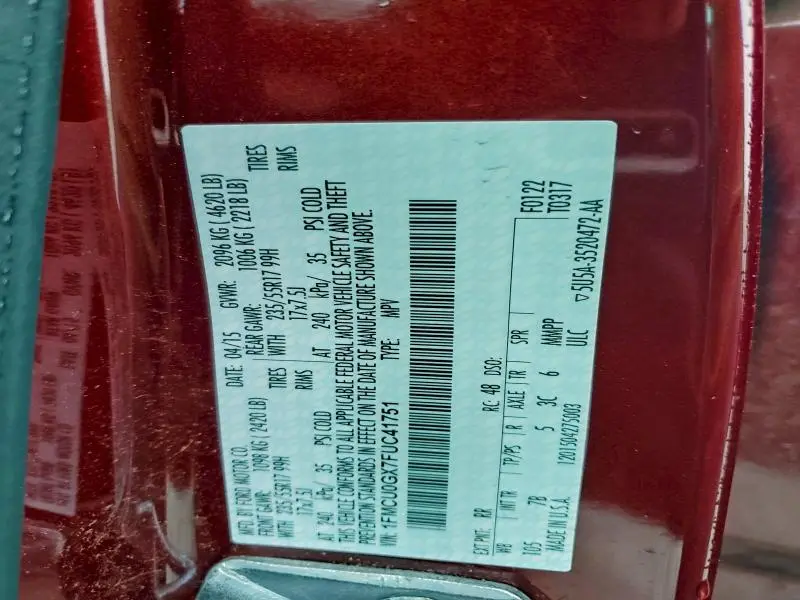 MFD. BY FORD MOTOR CO.
DATE: 04/15 GVWR: 2096 KG ( 4620 LB)
FRONT GAWR: 1098 KG ( 2420 LB) REAR GAWR: 1006 KG ( 2218 LB)
WITH 235/55R17 99H TIRES WITH 235/55R17 99H TIRES
17x7.5J RIMS 17x7.5J RIMS
AT 240 kPa/ 35 PSI COLD AT 240 kPa/ 35 PSI COLD
THIS VEHICLE CONFORMS TO ALL APPLICABLE FEDERAL MOTOR VEHICLE SAFETY AND THEFT
PREVENTION STANDARDS IN EFFECT ON THE DATE OF MANUFACTURE SHOWN ABOVE.
VIN: 1FMCU0GX7FUC41751 TYPE: MPV
F0122
T0317
EXT PNT: RR RC: 48 DSO:
WB INT TR TP/PS R AXLE TR SPR
105 7B 5 3C 6 MMPP
ULC
MADE IN U.S.A. 1201504275003
▽5U5A-3520472-AA